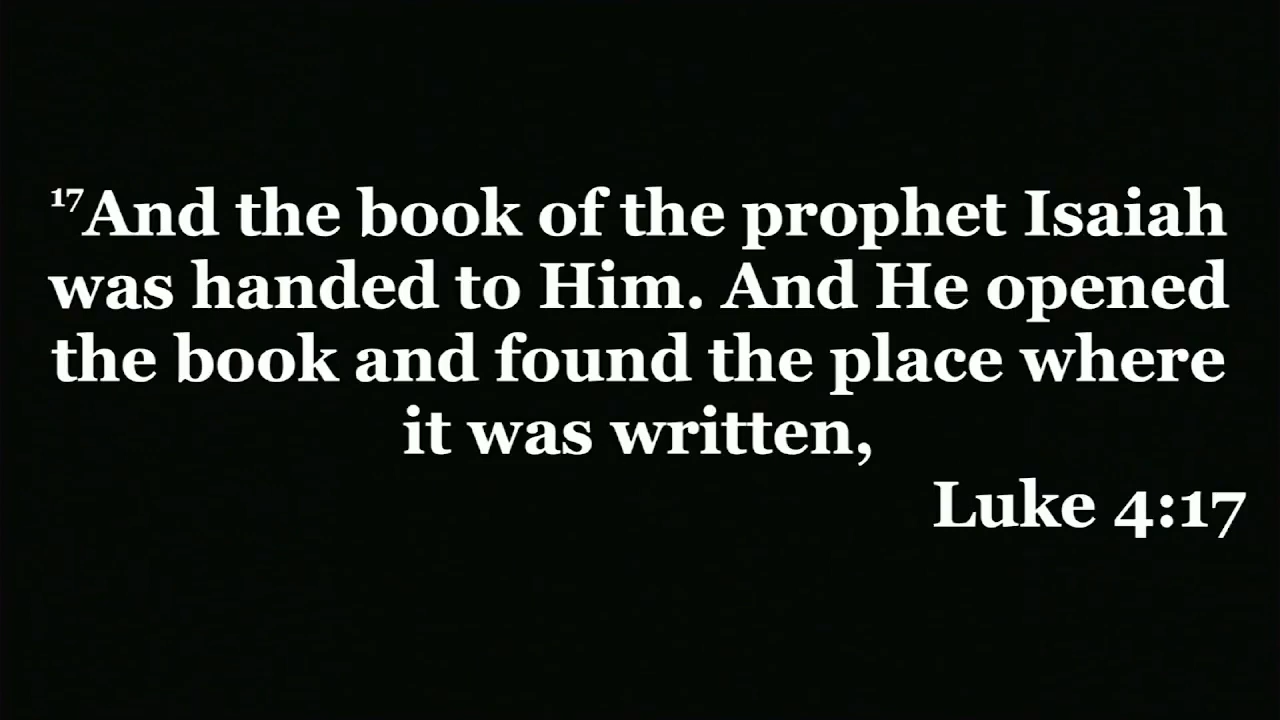 17And the book of the prophet Isaiah
was handed to Him. And He opened
the book and found the place where
it was written,
Luke 4:17